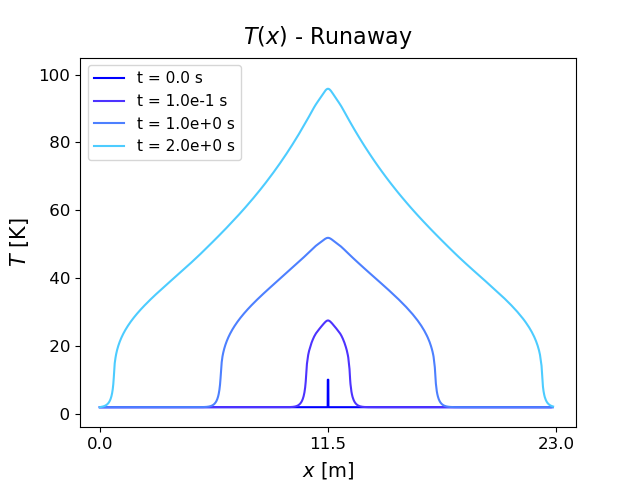 T(x) - Runaway
t = 0.0 s
t = 1.0e-1 s
t = 1.0e+0 s
t = 2.0e+0 s
T [K]
100
80
60
40
20
0
0.0 11.5 23.0
x [m]